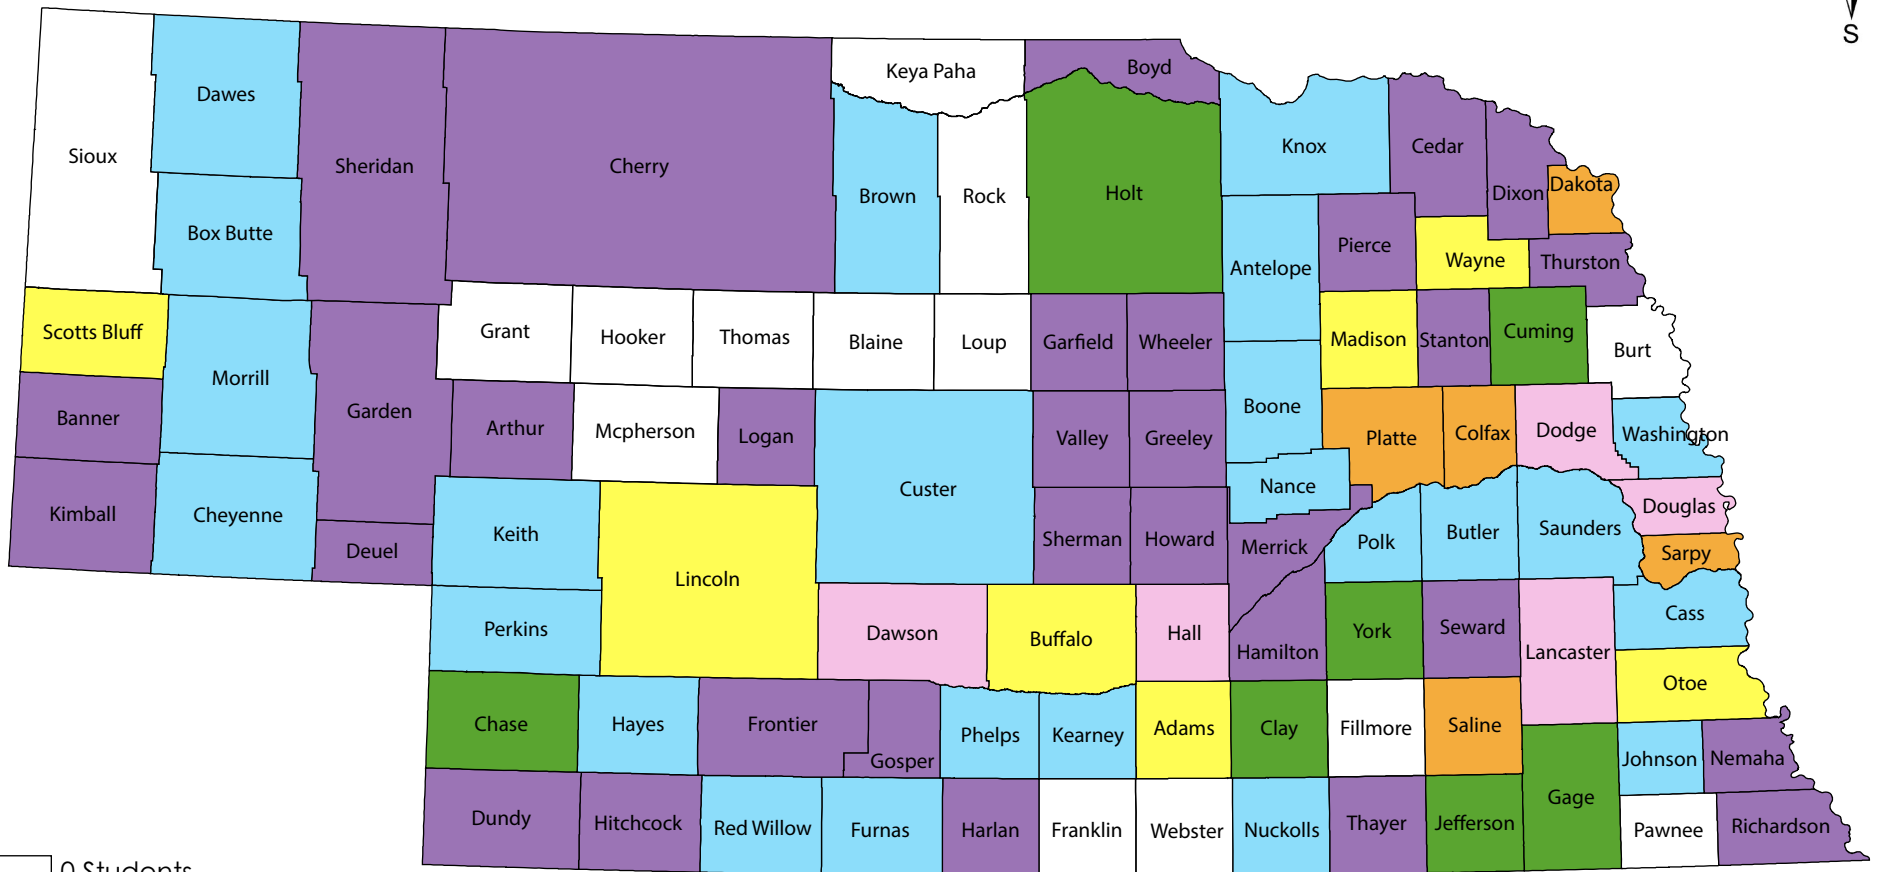 S
Keya Paha
Boyd
Dawes
Sioux
Sheridan
Cherry
Brown
Rock
Holt
Knox
Cedar
Dixon
Dakota
Box Butte
Antelope
Pierce
Wayne
Thurston
Scotts Bluff
Morrill
Grant
Hooker
Thomas
Blaine
Loup
Garfield
Wheeler
Madison
Stanton
Cuming
Burt
Banner
Garden
Arthur
Mcpherson
Logan
Custer
Valley
Greeley
Boone
Platte
Colfax
Dodge
Washington
Kimball
Cheyenne
Deuel
Keith
Lincoln
Sherman
Howard
Nance
Merrick
Polk
Butler
Saunders
Douglas
Sarpy
Perkins
Dawson
Buffalo
Hall
Hamilton
York
Seward
Lancaster
Cass
Otoe
Chase
Hayes
Frontier
Gosper
Phelps
Kearney
Adams
Clay
Fillmore
Saline
Johnson
Nemaha
Dundy
Hitchcock
Red Willow
Furnas
Harlan
Franklin
Webster
Nuckolls
Thayer
Jefferson
Gage
Pawnee
Richardson
0 Students